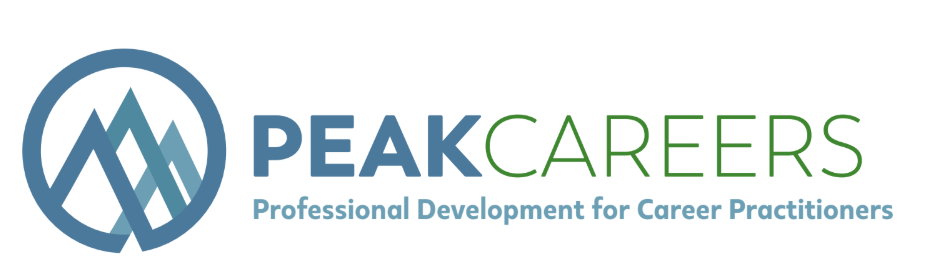 PEAKCAREERS
Professional Development for Career Practitioners